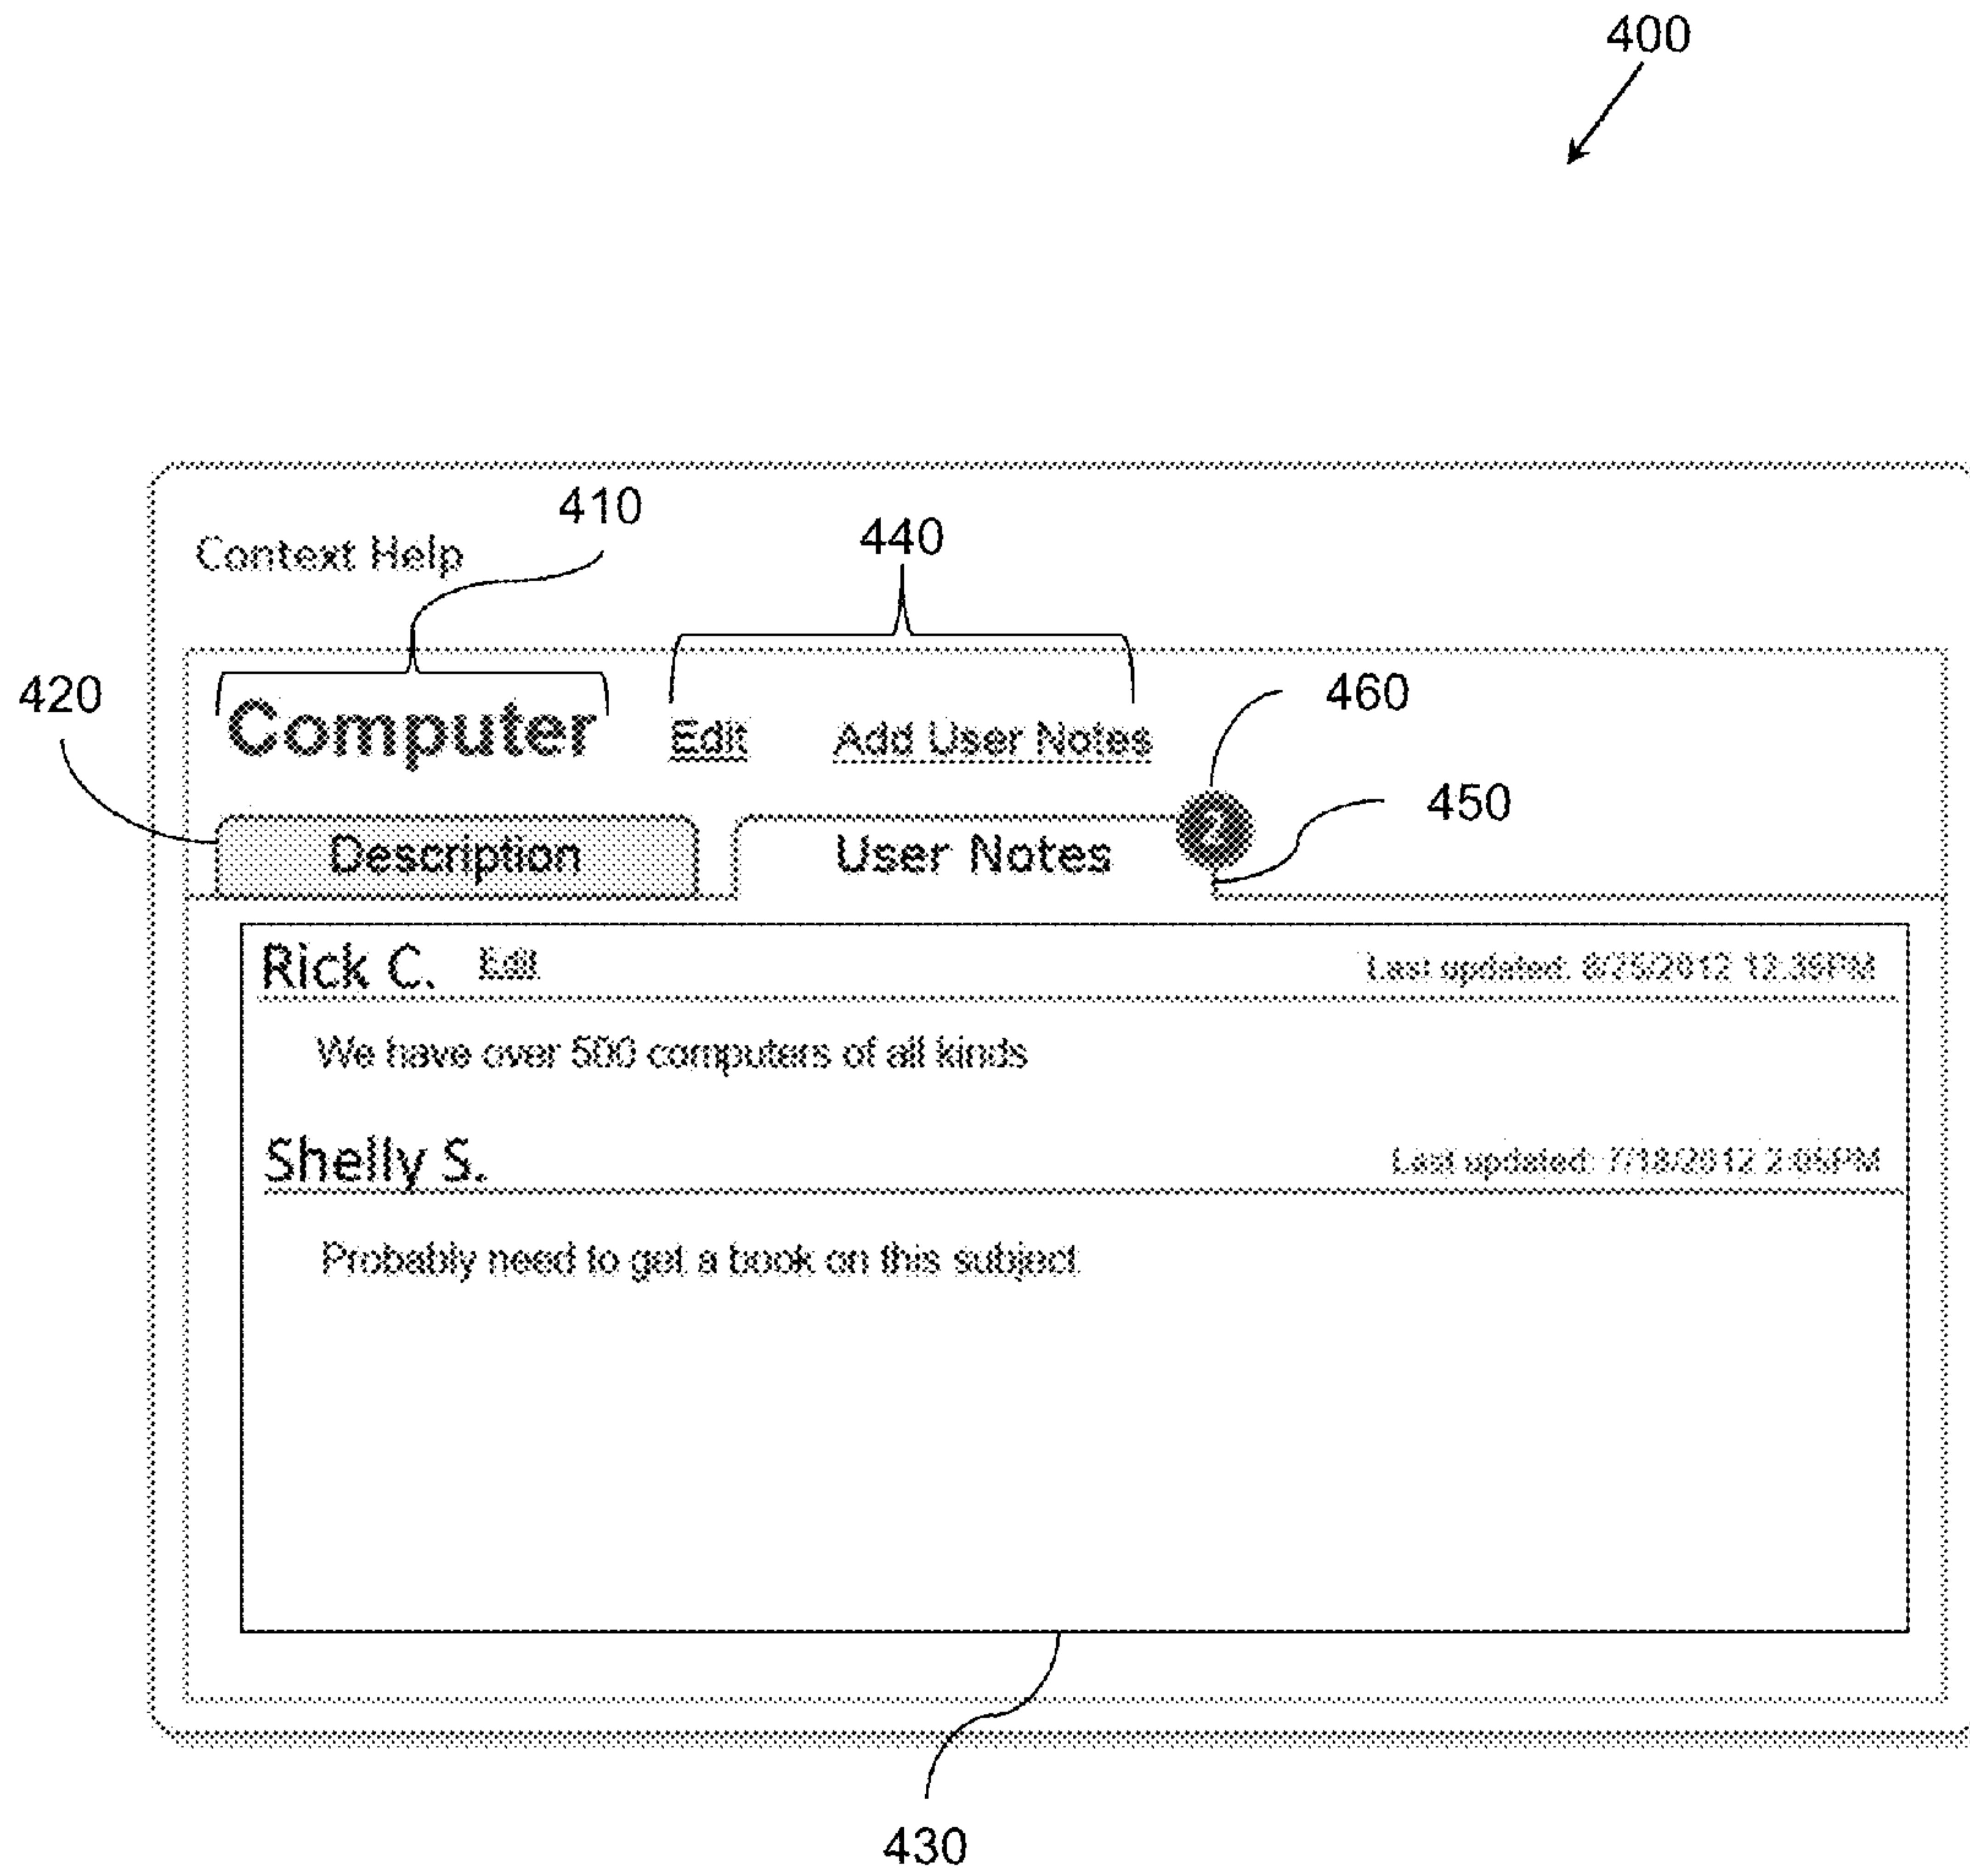 400
410
440
Context Help
420
460
Computer Edit Add User Notes
450
Description User Notes 2
Rick C. Edit Last updated: 8/25/2012 12:39PM
We have over 500 computers of all kinds
Shelly S. Last updated: 7/18/2012 2:05PM
Probably need to get a book on this subject
430